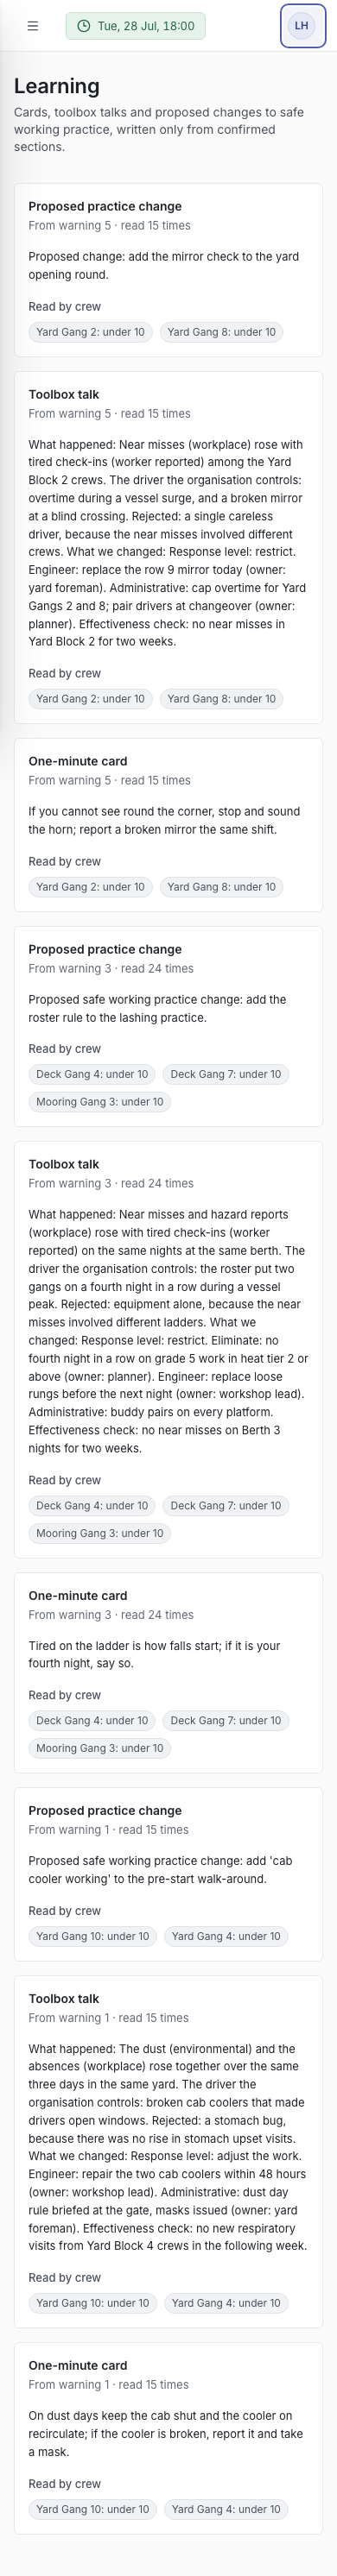 Tue, 28 Jul, 18:00
LH
Learning
Cards, toolbox talks and proposed changes to safe
working practice, written only from confirmed
sections.
Proposed practice change
From warning 5 · read 15 times
Proposed change: add the mirror check to the yard
opening round.
Read by crew
Yard Gang 2: under 10 Yard Gang 8: under 10
Toolbox talk
From warning 5 · read 15 times
What happened: Near misses (workplace) rose with
tired check-ins (worker reported) among the Yard
Block 2 crews. The driver the organisation controls:
overtime during a vessel surge, and a broken mirror
at a blind crossing. Rejected: a single careless
driver, because the near misses involved different
crews. What we changed: Response level: restrict.
Engineer: replace the row 9 mirror today (owner:
yard foreman). Administrative: cap overtime for Yard
Gangs 2 and 8; pair drivers at changeover (owner:
planner). Effectiveness check: no near misses in
Yard Block 2 for two weeks.
Read by crew
Yard Gang 2: under 10 Yard Gang 8: under 10
One-minute card
From warning 5 · read 15 times
If you cannot see round the corner, stop and sound
the horn; report a broken mirror the same shift.
Read by crew
Yard Gang 2: under 10 Yard Gang 8: under 10
Proposed practice change
From warning 3 · read 24 times
Proposed safe working practice change: add the
roster rule to the lashing practice.
Read by crew
Deck Gang 4: under 10 Deck Gang 7: under 10
Mooring Gang 3: under 10
Toolbox talk
From warning 3 · read 24 times
What happened: Near misses and hazard reports
(workplace) rose with tired check-ins (worker
reported) on the same nights at the same berth. The
driver the organisation controls: the roster put two
gangs on a fourth night in a row during a vessel
peak. Rejected: equipment alone, because the near
misses involved different ladders. What we
changed: Response level: restrict. Eliminate: no
fourth night in a row on grade 5 work in heat tier 2 or
above (owner: planner). Engineer: replace loose
rungs before the next night (owner: workshop lead).
Administrative: buddy pairs on every platform.
Effectiveness check: no near misses on Berth 3
nights for two weeks.
Read by crew
Deck Gang 4: under 10 Deck Gang 7: under 10
Mooring Gang 3: under 10
One-minute card
From warning 3 · read 24 times
Tired on the ladder is how falls start; if it is your
fourth night, say so.
Read by crew
Deck Gang 4: under 10 Deck Gang 7: under 10
Mooring Gang 3: under 10
Proposed practice change
From warning 1 · read 15 times
Proposed safe working practice change: add 'cab
cooler working' to the pre-start walk-around.
Read by crew
Yard Gang 10: under 10 Yard Gang 4: under 10
Toolbox talk
From warning 1 · read 15 times
What happened: The dust (environmental) and the
absences (workplace) rose together over the same
three days in the same yard. The driver the
organisation controls: broken cab coolers that made
drivers open windows. Rejected: a stomach bug,
because there was no rise in stomach upset visits.
What we changed: Response level: adjust the work.
Engineer: repair the two cab coolers within 48 hours
(owner: workshop lead). Administrative: dust day
rule briefed at the gate, masks issued (owner: yard
foreman). Effectiveness check: no new respiratory
visits from Yard Block 4 crews in the following week.
Read by crew
Yard Gang 10: under 10 Yard Gang 4: under 10
One-minute card
From warning 1 · read 15 times
On dust days keep the cab shut and the cooler on
recirculate; if the cooler is broken, report it and take
a mask.
Read by crew
Yard Gang 10: under 10 Yard Gang 4: under 10